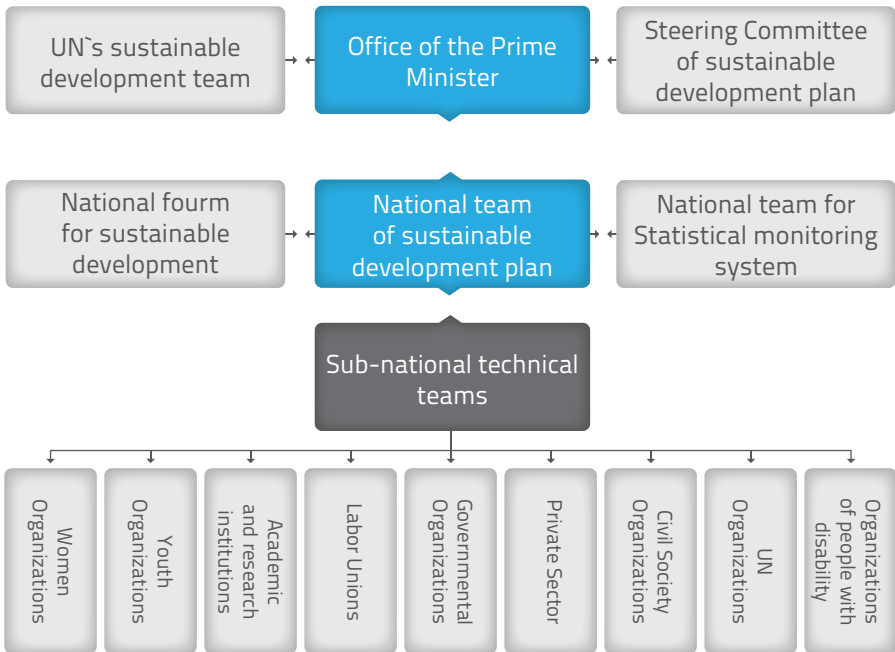 UN`s sustainable
development team
Office of the Prime
Minister
Steering Committee
of sustainable
development plan
National fourm
for sustainable
development
National team
of sustainable
development plan
National team for
Statistical monitoring
system
Sub-national technical
teams
Women
Organizations
Youth
Organizations
Academic
and research
institutions
Labor Unions
Governmental
Organizations
Private Sector
Civil Society
Organizations
UN
Organizations
Organizations
of people with
disability